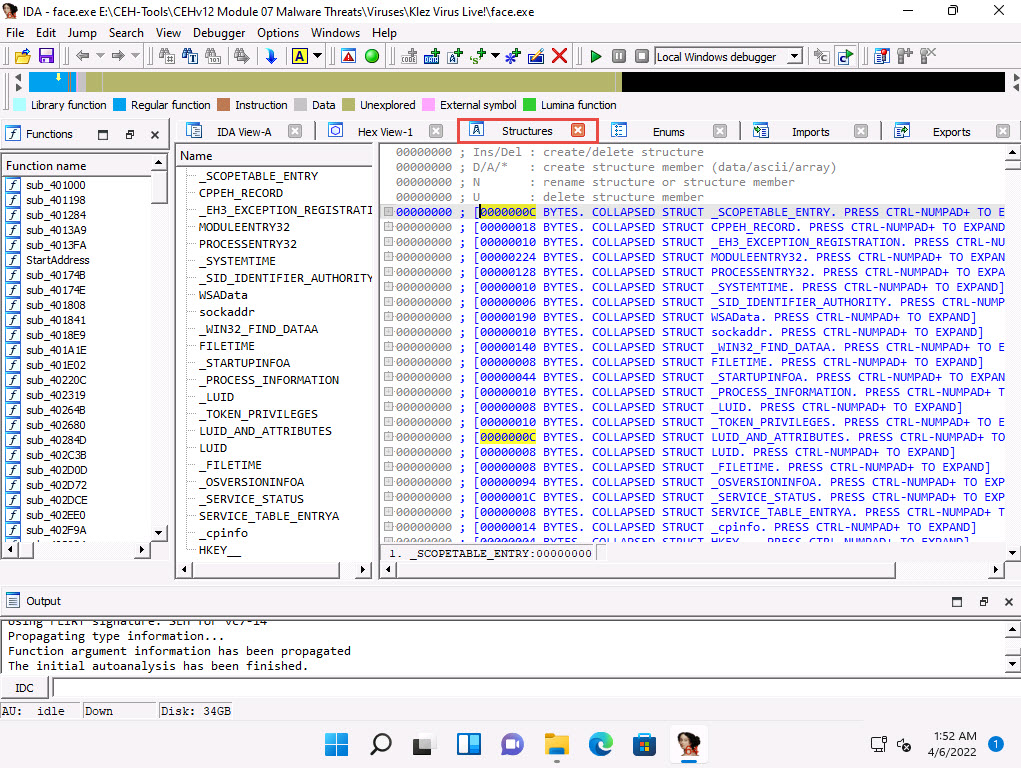 IDA - face.exe E:\CEH-Tools\CEHv12 Module 07 Malware Threats\Viruses\Klez Virus Live!\face.exe
File Edit Jump Search View Debugger Options Windows Help
Local Windows debugger
Library function Regular function Instruction Data Unexplored External symbol Lumina function
Functions
IDA View-A
Hex View-1
Structures
Enums
Imports
Exports
Function name
sub_401000
sub_401198
sub_401284
sub_4013A9
sub_4013FA
StartAddress
sub_40174B
sub_40174E
sub_401808
sub_401841
sub_4018E9
sub_401A1E
sub_401E02
sub_40220C
sub_402319
sub_40264B
sub_402680
sub_40284D
sub_402C3B
sub_402D0D
sub_402D72
sub_402DCE
sub_402EE0
sub_402F9A
Name
_SCOPETABLE_ENTRY
CPPEH_RECORD
_EH3_EXCEPTION_REGISTRATI
MODULEENTRY32
PROCESSENTRY32
_SYSTEMTIME
_SID_IDENTIFIER_AUTHORITY
WSAData
sockaddr
_WIN32_FIND_DATAA
FILETIME
_STARTUPINFOA
_PROCESS_INFORMATION
_LUID
_TOKEN_PRIVILEGES
LUID_AND_ATTRIBUTES
LUID
_FILETIME
_OSVERSIONINFOA
_SERVICE_STATUS
SERVICE_TABLE_ENTRYA
_cpinfo
HKEY__
00000000 ; Ins/Del : create/delete structure
00000000 ; D/A/* : create structure member (data/ascii/array)
00000000 ; N : rename structure or structure member
00000000 ; U : delete structure member
00000000 ; [0000000C BYTES. COLLAPSED STRUCT _SCOPETABLE_ENTRY. PRESS CTRL-NUMPAD+ TO E
00000000 ; [00000018 BYTES. COLLAPSED STRUCT CPPEH_RECORD. PRESS CTRL-NUMPAD+ TO EXPAND
00000000 ; [00000010 BYTES. COLLAPSED STRUCT _EH3_EXCEPTION_REGISTRATION. PRESS CTRL-NU
00000000 ; [00000224 BYTES. COLLAPSED STRUCT MODULEENTRY32. PRESS CTRL-NUMPAD+ TO EXPAN
00000000 ; [00000128 BYTES. COLLAPSED STRUCT PROCESSENTRY32. PRESS CTRL-NUMPAD+ TO EXPA
00000000 ; [00000010 BYTES. COLLAPSED STRUCT _SYSTEMTIME. PRESS CTRL-NUMPAD+ TO EXPAND]
00000000 ; [00000006 BYTES. COLLAPSED STRUCT _SID_IDENTIFIER_AUTHORITY. PRESS CTRL-NUMP
00000000 ; [00000190 BYTES. COLLAPSED STRUCT WSAData. PRESS CTRL-NUMPAD+ TO EXPAND]
00000000 ; [00000010 BYTES. COLLAPSED STRUCT sockaddr. PRESS CTRL-NUMPAD+ TO EXPAND]
00000000 ; [00000140 BYTES. COLLAPSED STRUCT _WIN32_FIND_DATAA. PRESS CTRL-NUMPAD+ TO E
00000000 ; [00000008 BYTES. COLLAPSED STRUCT FILETIME. PRESS CTRL-NUMPAD+ TO EXPAND]
00000000 ; [00000044 BYTES. COLLAPSED STRUCT _STARTUPINFOA. PRESS CTRL-NUMPAD+ TO EXPAN
00000000 ; [00000010 BYTES. COLLAPSED STRUCT _PROCESS_INFORMATION. PRESS CTRL-NUMPAD+ T
00000000 ; [00000008 BYTES. COLLAPSED STRUCT _LUID. PRESS CTRL-NUMPAD+ TO EXPAND]
00000000 ; [00000010 BYTES. COLLAPSED STRUCT _TOKEN_PRIVILEGES. PRESS CTRL-NUMPAD+ TO E
00000000 ; [0000000C BYTES. COLLAPSED STRUCT LUID_AND_ATTRIBUTES. PRESS CTRL-NUMPAD+ TO
00000000 ; [00000008 BYTES. COLLAPSED STRUCT LUID. PRESS CTRL-NUMPAD+ TO EXPAND]
00000000 ; [00000008 BYTES. COLLAPSED STRUCT _FILETIME. PRESS CTRL-NUMPAD+ TO EXPAND]
00000000 ; [00000094 BYTES. COLLAPSED STRUCT _OSVERSIONINFOA. PRESS CTRL-NUMPAD+ TO EXP
00000000 ; [0000001C BYTES. COLLAPSED STRUCT _SERVICE_STATUS. PRESS CTRL-NUMPAD+ TO EXP
00000000 ; [00000008 BYTES. COLLAPSED STRUCT SERVICE_TABLE_ENTRYA. PRESS CTRL-NUMPAD+ T
00000000 ; [00000014 BYTES. COLLAPSED STRUCT _cpinfo. PRESS CTRL-NUMPAD+ TO EXPAND]
00000000 ; [00000004 BYTES. COLLAPSED STRUCT HKEY__. PRESS CTRL-NUMPAD+ TO EXPAND]
1. _SCOPETABLE_ENTRY:00000000
Output
Using FLIRT signature: SEH for vc7-14
Propagating type information...
Function argument information has been propagated
The initial autoanalysis has been finished.
IDC
AU: idle Down Disk: 34GB
1:52 AM
4/6/2022
1